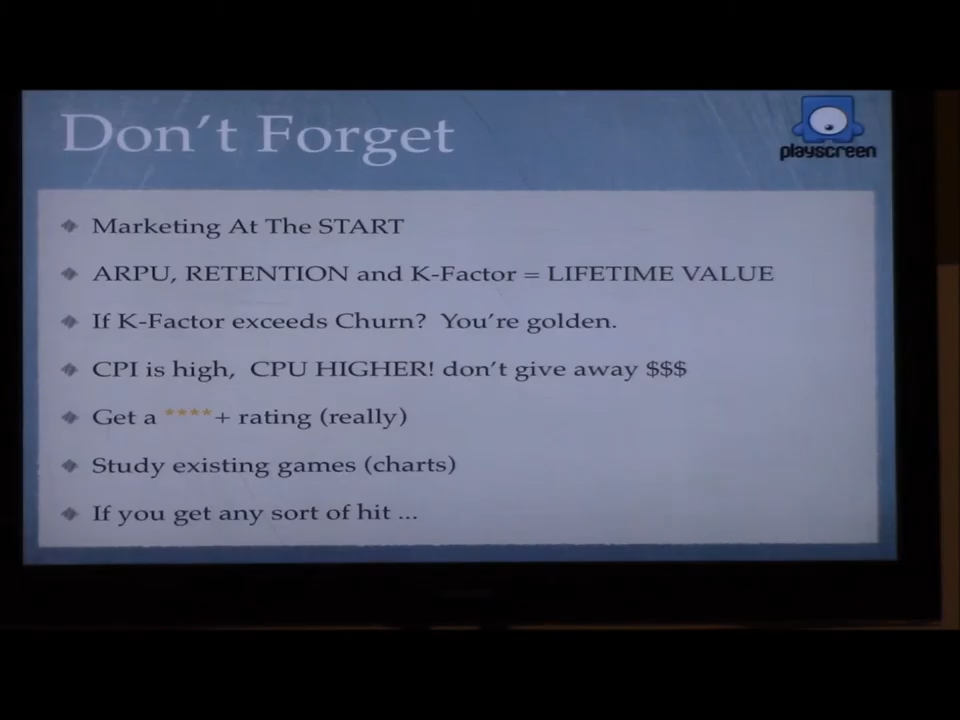 Don't Forget
playscreen
Marketing At The START
ARPU, RETENTION and K-Factor = LIFETIME VALUE
If K-Factor exceeds Churn? You're golden.
CPI is high, CPU HIGHER! don't give away $$$
Get a ****+ rating (really)
Study existing games (charts)
If you get any sort of hit ...